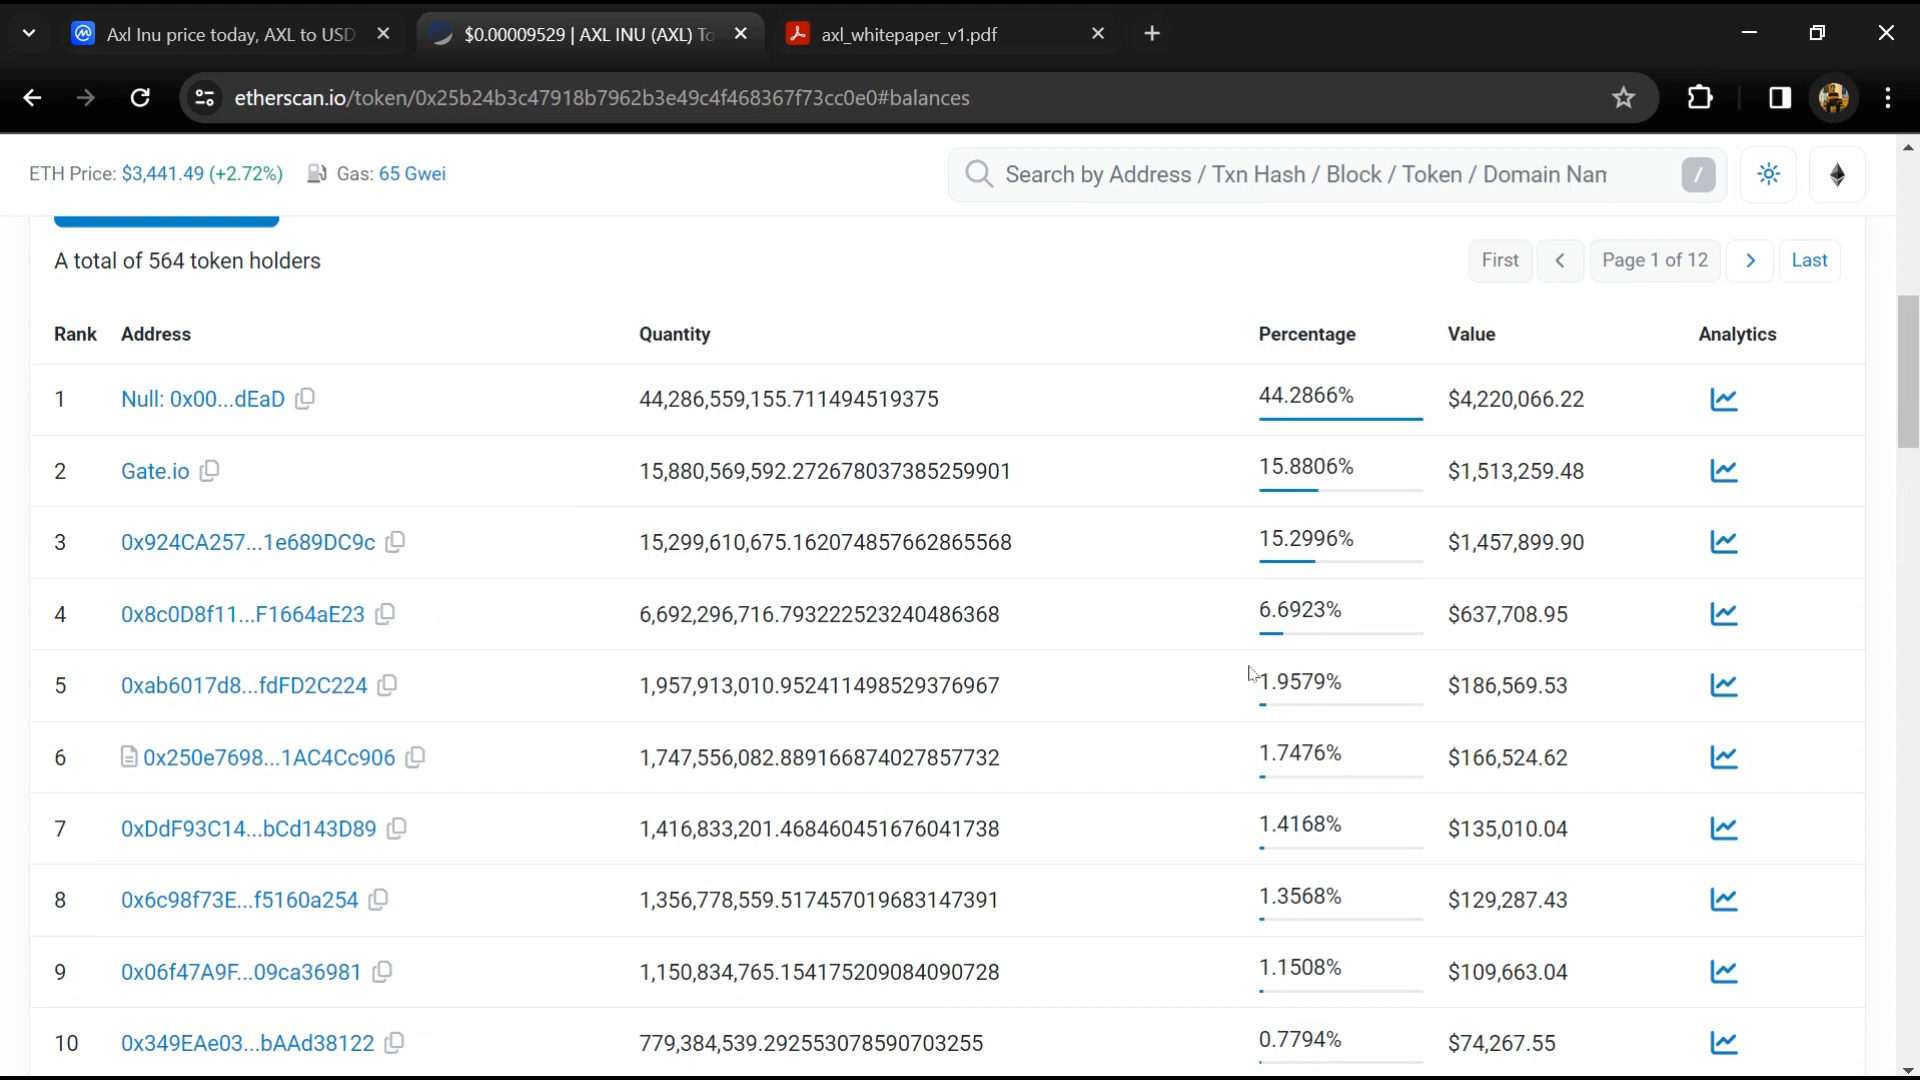 Axl Inu price today, AXL to USD
$0.00009529 | AXL INU (AXL) To
axl_whitepaper_v1.pdf
etherscan.io/token/0x25b24b3c47918b7962b3e49c4f468367f73cc0e0#balances
ETH Price: $3,441.49 (+2.72%) Gas: 65 Gwei
Search by Address / Txn Hash / Block / Token / Domain Nam /
A total of 564 token holders
First Page 1 of 12 Last
Rank Address Quantity Percentage Value Analytics
1 Null: 0x00...dEaD 44,286,559,155.711494519375 44.2866% $4,220,066.22
2 Gate.io 15,880,569,592.272678037385259901 15.8806% $1,513,259.48
3 0x924CA257...1e689DC9c 15,299,610,675.162074857662865568 15.2996% $1,457,899.90
4 0x8c0D8f11...F1664aE23 6,692,296,716.793222523240486368 6.6923% $637,708.95
5 0xab6017d8...fdFD2C224 1,957,913,010.952411498529376967 1.9579% $186,569.53
6 0x250e7698...1AC4Cc906 1,747,556,082.889166874027857732 1.7476% $166,524.62
7 0xDdF93C14...bCd143D89 1,416,833,201.468460451676041738 1.4168% $135,010.04
8 0x6c98f73E...f5160a254 1,356,778,559.517457019683147391 1.3568% $129,287.43
9 0x06f47A9F...09ca36981 1,150,834,765.154175209084090728 1.1508% $109,663.04
10 0x349EAe03...bAAd38122 779,384,539.292553078590703255 0.7794% $74,267.55